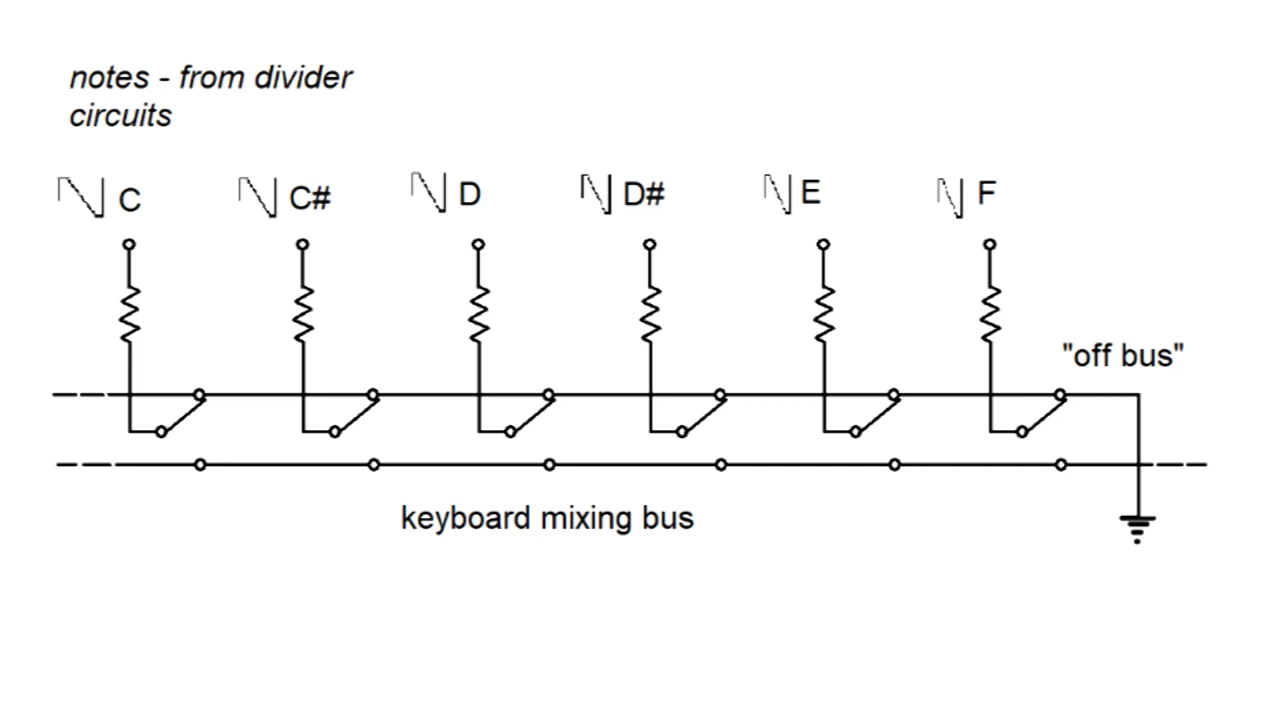 notes - from divider
circuits
C C# D D# E F
"off bus"
keyboard mixing bus